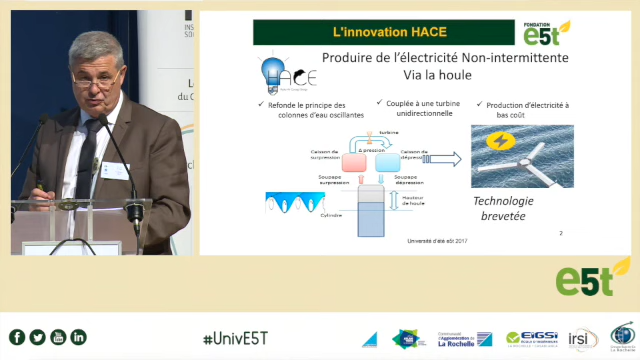 L'innovation HACE
FONDATION
e5t
Produire de l'électricité Non-intermittente
Via la houle
HACE
✓ Refonde le principe des
colonnes d'eau oscillantes
✓ Couplée à une turbine
unidirectionnelle
✓ Production d'électricité à
bas coût
turbine
Δ pression
Caisson de
surpression
Caisson de
dépress
Soupape
surpression
Soupape
dépression
Hauteur
de houle
Cylindre
Technologie
brevetée
Université d'été e5t 2017
2
e5t
#UnivE5T
La Rochelle
EIGSI
irsi